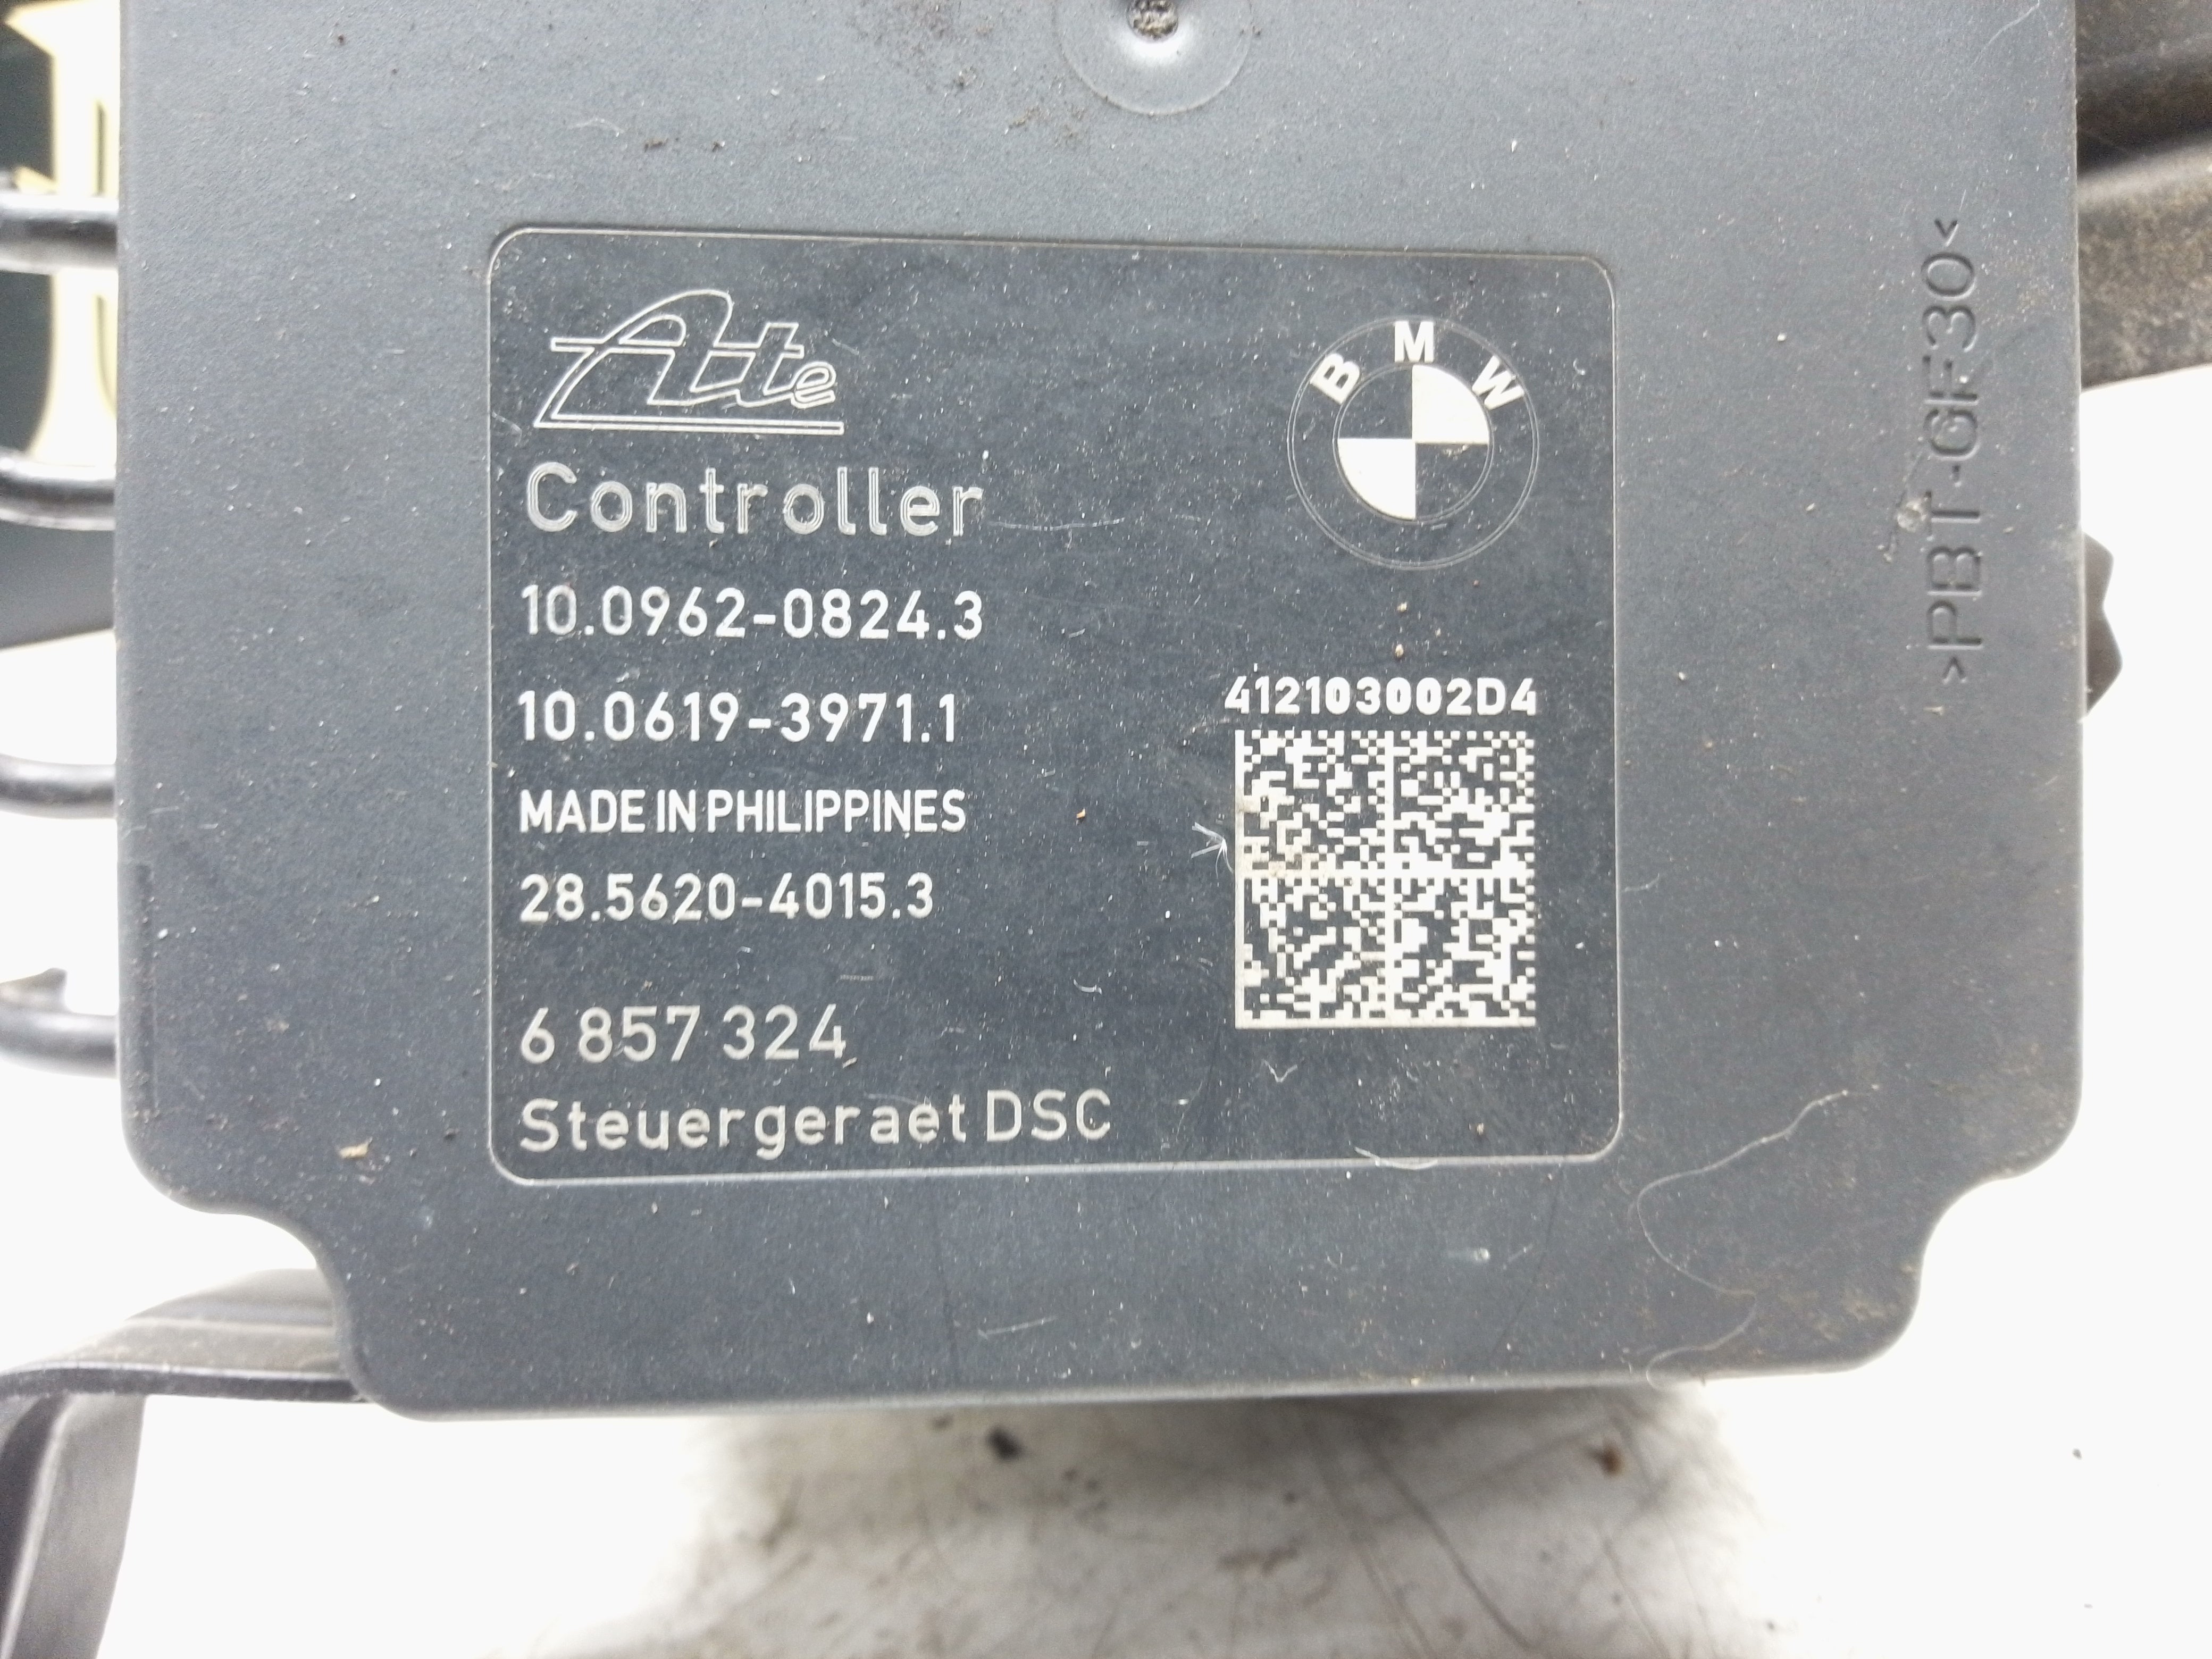 Ate
BMW
Controller
10.0962-0824.3
10.0619-3971.1
412103002D4
MADE IN PHILIPPINES
28.5620-4015.3
6 857 324
Steuergeraet DSC
>PBT-GF30<